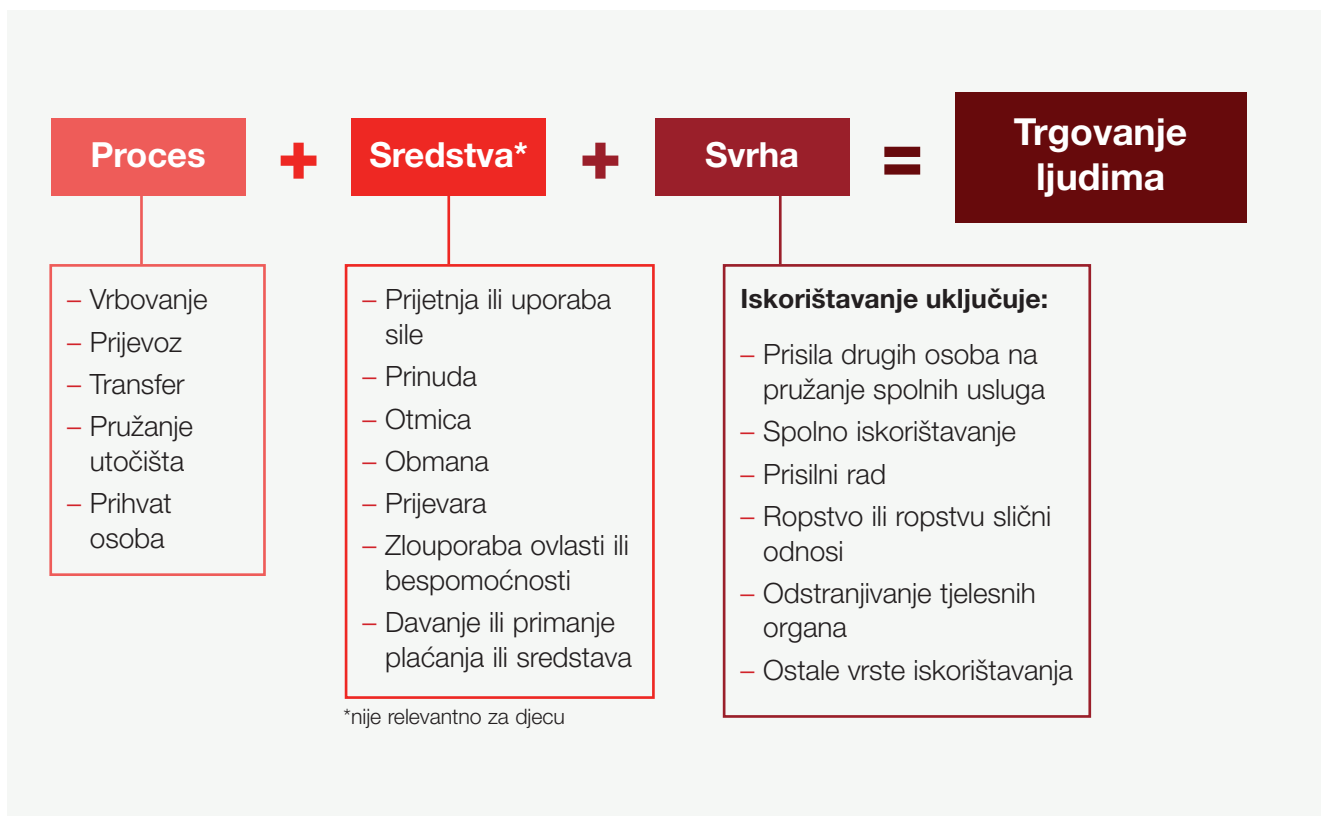 Proces
+
Sredstva*
+
Svrha
=
Trgovanje
ljudima
– Vrbovanje
– Prijevoz
– Transfer
– Pružanje
utočišta
– Prihvat
osoba
– Prijetnja ili uporaba
sile
– Prinuda
– Otmica
– Obmana
– Prijevara
– Zlouporaba ovlasti ili
bespomoćnosti
– Davanje ili primanje
plaćanja ili sredstava
*nije relevantno za djecu
Iskorištavanje uključuje:
– Prisila drugih osoba na
pružanje spolnih usluga
– Spolno iskorištavanje
– Prisilni rad
– Ropstvo ili ropstvu slični
odnosi
– Odstranjivanje tjelesnih
organa
– Ostale vrste iskorištavanja